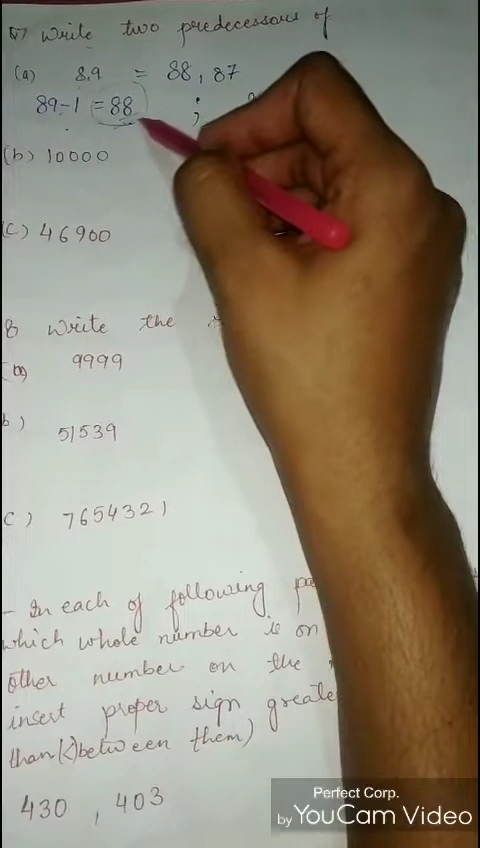 Q7 Write two predecessors of
(a) 89 = 88, 87
89-1 = 88 ;
(b) 10000
(C) 46900
8 Write the
(a) 9999
b) 51539
C) 7654321
- In each of following
which whole number is on
other number on the
insert proper sign greate
than(<)between them)
430 , 403
Perfect Corp.
by YouCam Video